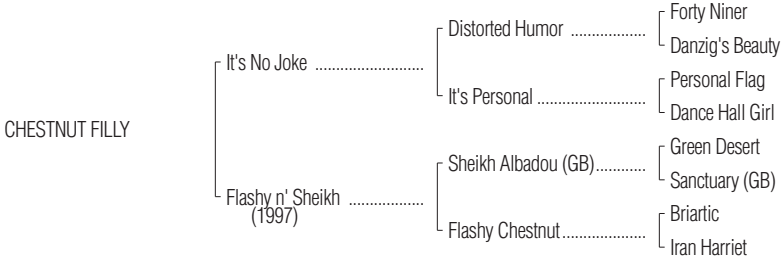 Forty Niner
Distorted Humor ..................
Danzig's Beauty
It's No Joke ..........................
Personal Flag
It's Personal ..........................
Dance Hall Girl
CHESTNUT FILLY
Green Desert
Sheikh Albadou (GB)............
Sanctuary (GB)
Flashy n' Sheikh ..................
(1997)
Briartic
Flashy Chestnut....................
Iran Harriet